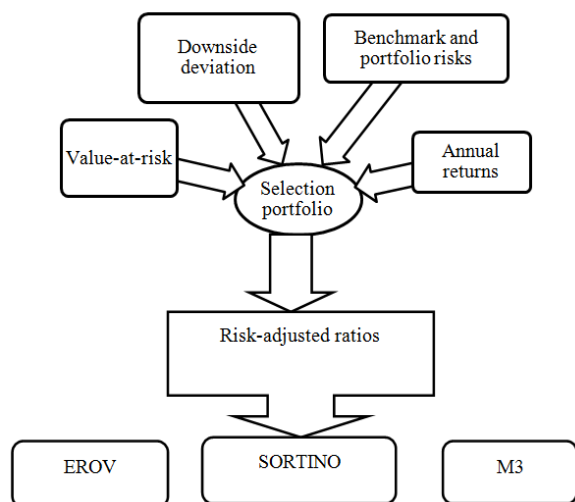 Downside
deviation
Benchmark and
portfolio risks
Value-at-risk
Annual
returns
Selection
portfolio
Risk-adjusted ratios
EROV
SORTINO
M3